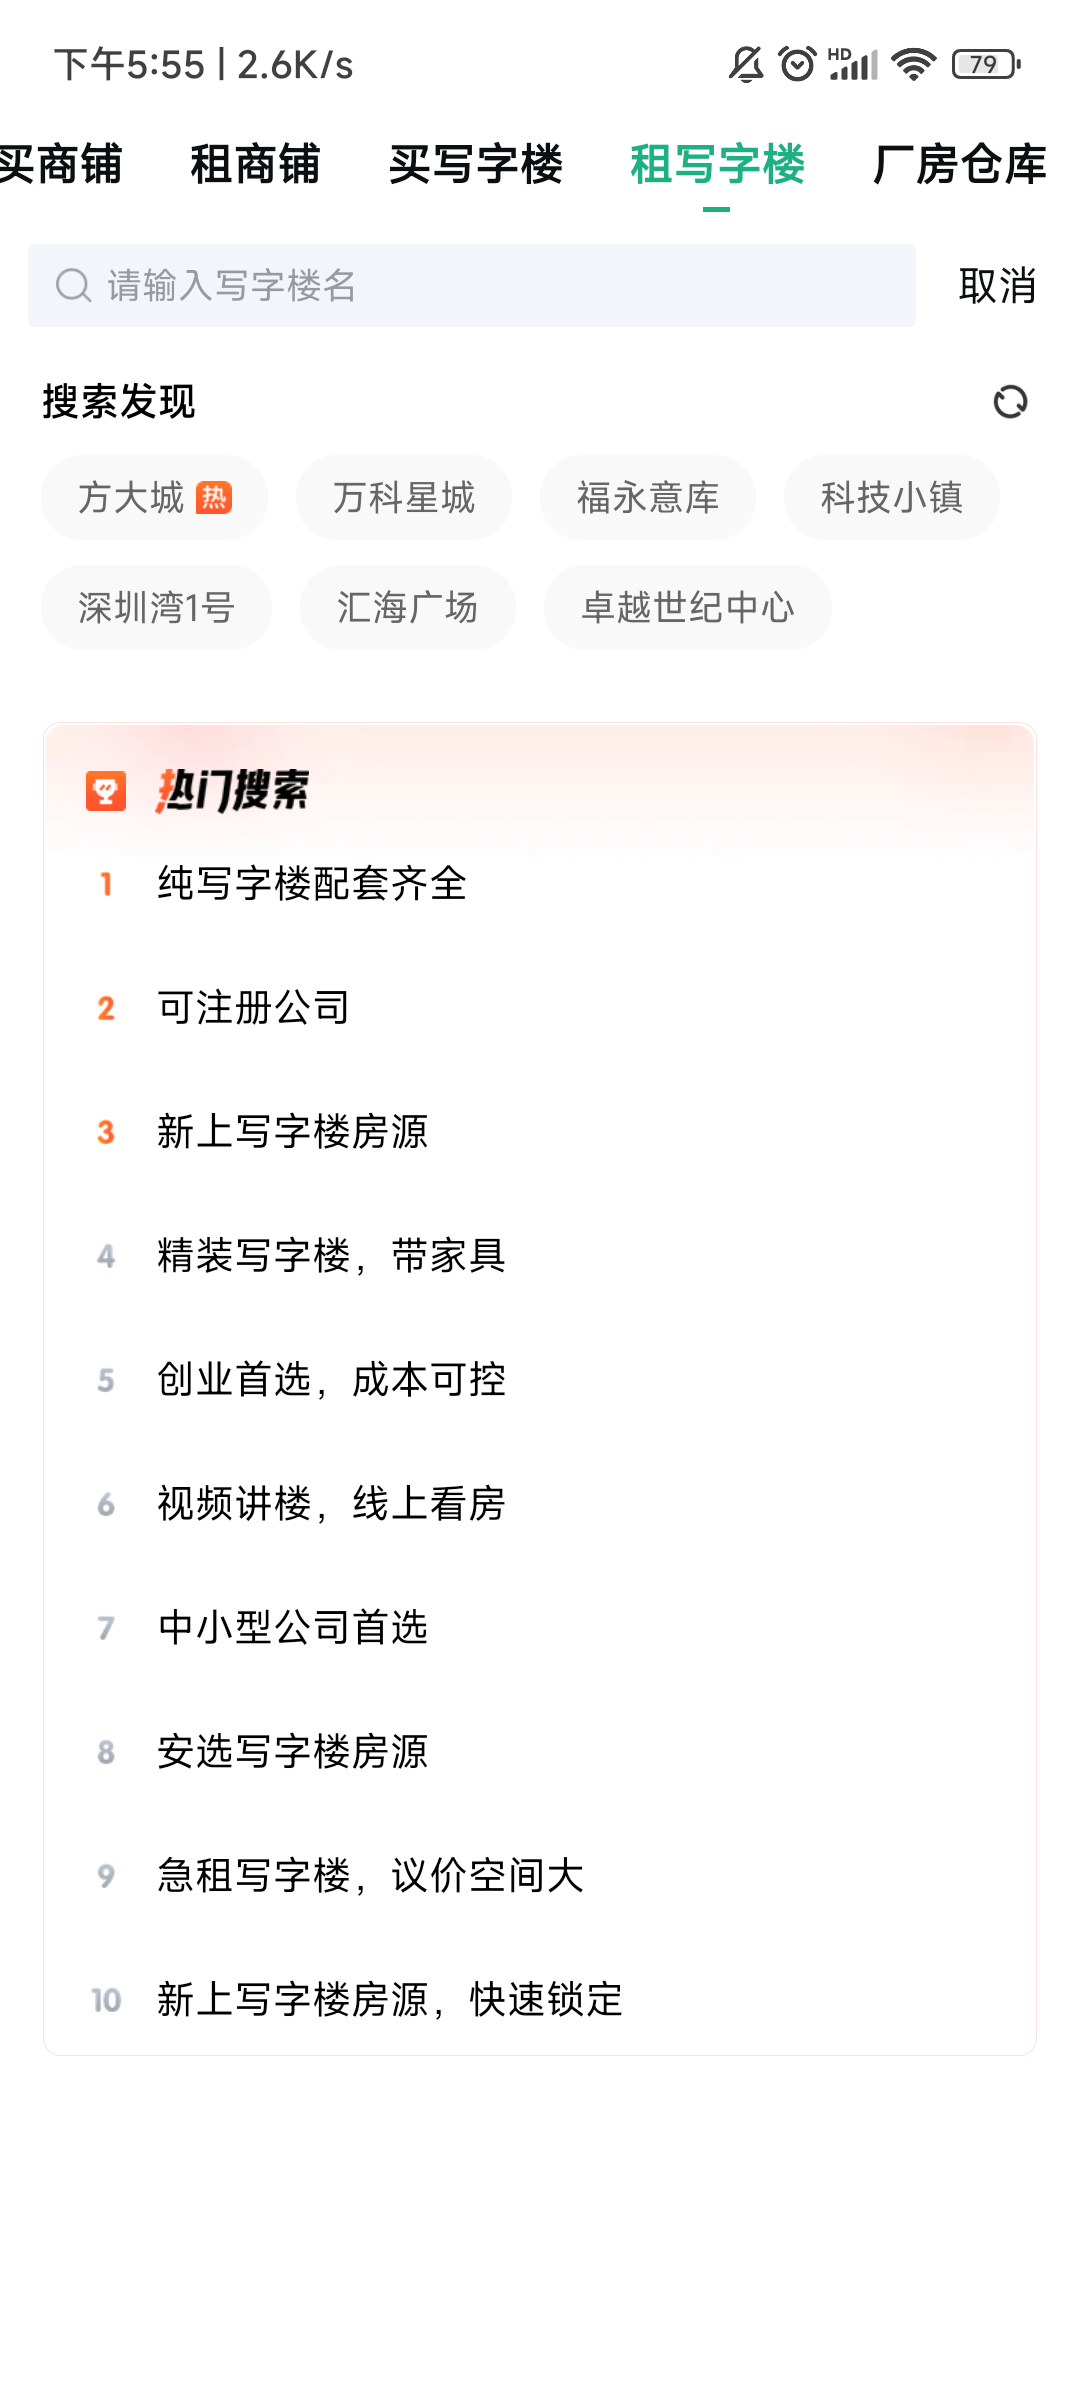 下午5:55 | 2.6K/s HD 79
买商铺 租商铺 买写字楼 租写字楼 厂房仓库
请输入写字楼名 取消
搜索发现
方大城 热 万科星城 福永意库 科技小镇
深圳湾1号 汇海广场 卓越世纪中心
热门搜索
1 纯写字楼配套齐全
2 可注册公司
3 新上写字楼房源
4 精装写字楼，带家具
5 创业首选，成本可控
6 视频讲楼，线上看房
7 中小型公司首选
8 安选写字楼房源
9 急租写字楼，议价空间大
10 新上写字楼房源，快速锁定